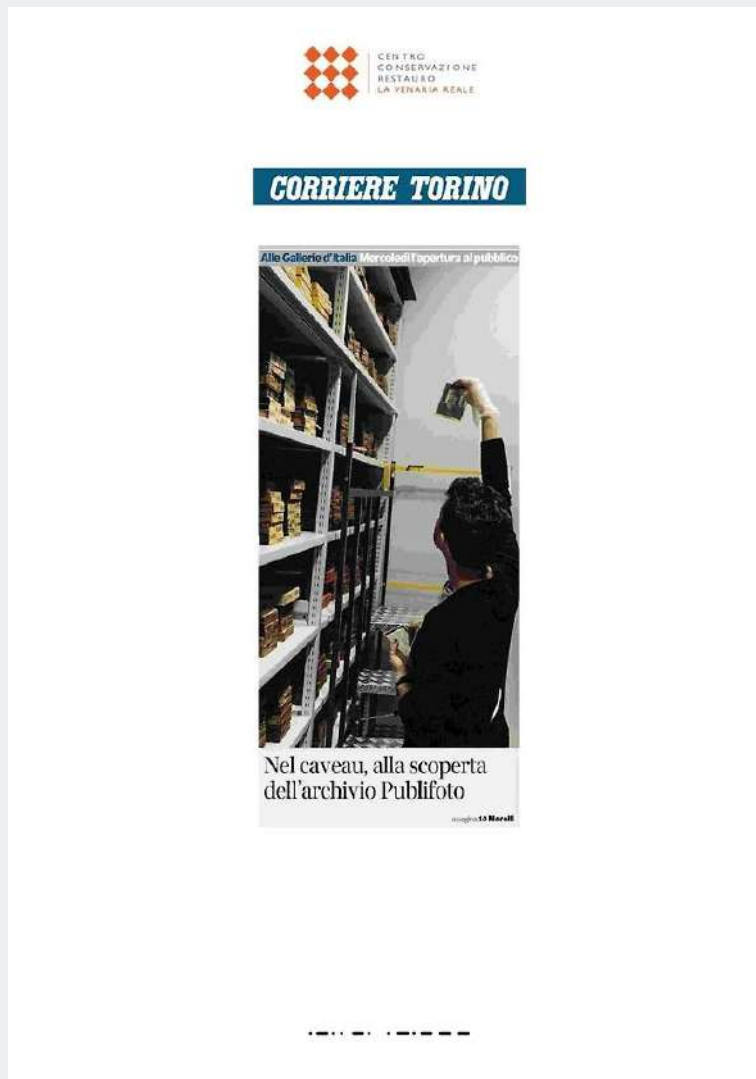 CENTRO
CONSERVAZIONE
RESTAURO
LA VENARIA REALE
CORRIERE TORINO
Alle Gallerie d'Italia Mercoledì l'apertura al pubblico
Nel caveau, alla scoperta
dell'archivio Publifoto